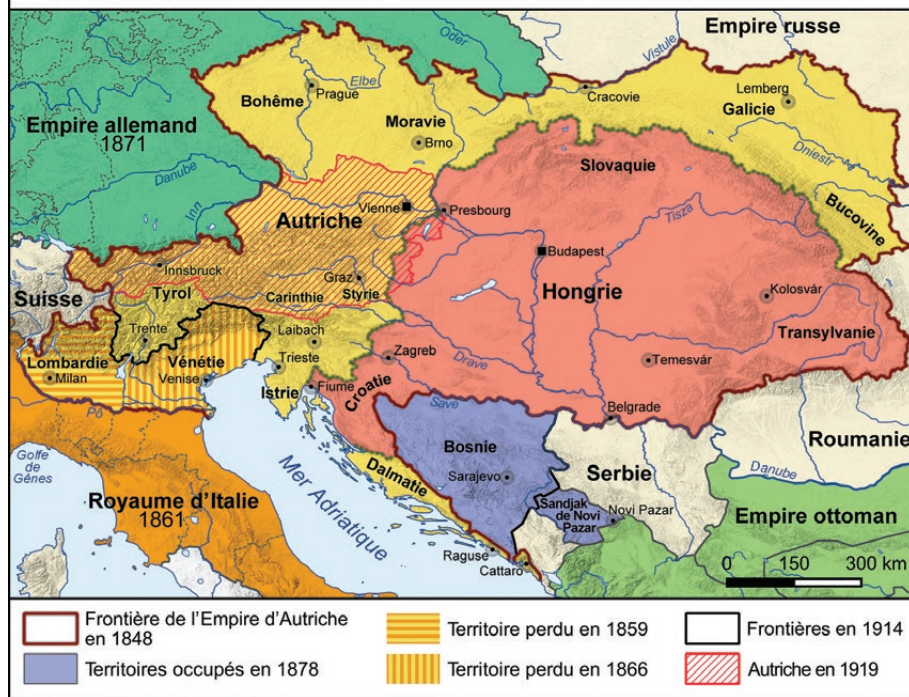 Empire russe
Oder
Vistule
Elbe
Bohême
Prague
Cracovie
Lemberg
Galicie
Moravie
Brno
Empire allemand
1871
Dniestr
Slovaquie
Danube
Inn
Autriche
Vienne
Presbourg
Tisza
Bucovine
Budapest
Innsbruck
Suisse
Tyrol
Graz
Carinthie
Styrie
Hongrie
Kolosvár
Trente
Laibach
Transylvanie
Lombardie
Milan
Vénétie
Venise
Trieste
Zagreb
Drave
Temesvár
Istrie
Fiume
Croatie
Belgrade
Pô
Save
Bosnie
Roumanie
Golfe
de
Gênes
Mer Adriatique
Dalmatie
Sarajevo
Serbie
Danube
Royaume d'Italie
1861
Sandjak
de Novi
Pazar
Novi Pazar
Empire ottoman
Raguse
Cattaro
0 150 300 km
Frontière de l'Empire d'Autriche
en 1848
Territoires occupés en 1878
Territoire perdu en 1859
Territoire perdu en 1866
Frontières en 1914
Autriche en 1919